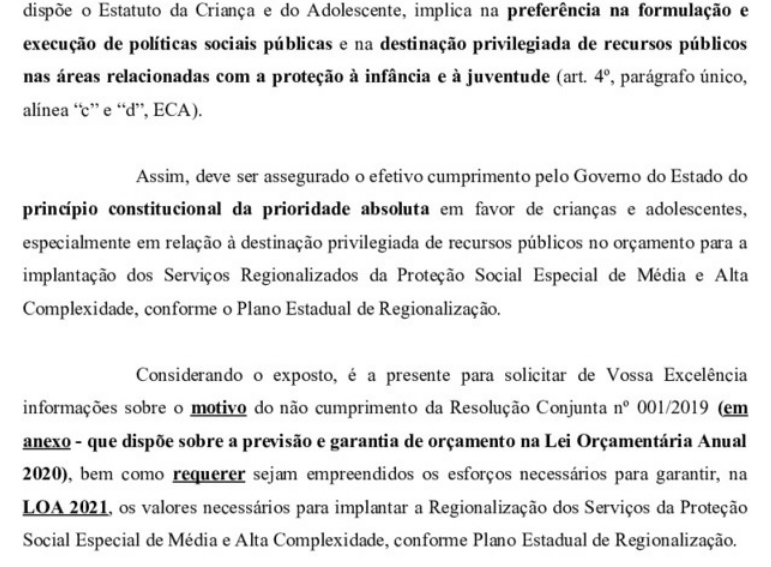 dispõe o Estatuto da Criança e do Adolescente, implica na preferência na formulação e
execução de políticas sociais públicas e na destinação privilegiada de recursos públicos
nas áreas relacionadas com a proteção à infância e à juventude (art. 4º, parágrafo único,
alínea “c” e “d”, ECA).
Assim, deve ser assegurado o efetivo cumprimento pelo Governo do Estado do
princípio constitucional da prioridade absoluta em favor de crianças e adolescentes,
especialmente em relação à destinação privilegiada de recursos públicos no orçamento para a
implantação dos Serviços Regionalizados da Proteção Social Especial de Média e Alta
Complexidade, conforme o Plano Estadual de Regionalização.
Considerando o exposto, é a presente para solicitar de Vossa Excelência
informações sobre o motivo do não cumprimento da Resolução Conjunta nº 001/2019 (em
anexo - que dispõe sobre a previsão e garantia de orçamento na Lei Orçamentária Anual
2020), bem como requerer sejam empreendidos os esforços necessários para garantir, na
LOA 2021, os valores necessários para implantar a Regionalização dos Serviços da Proteção
Social Especial de Média e Alta Complexidade, conforme Plano Estadual de Regionalização.